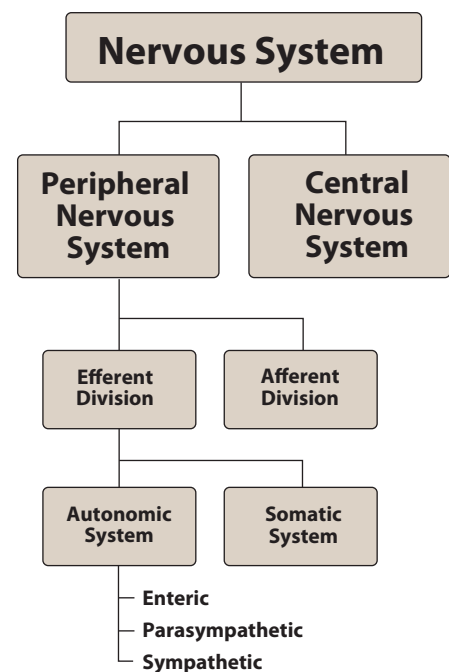 Nervous System
Peripheral
Nervous
System
Central
Nervous
System
Efferent
Division
Afferent
Division
Autonomic
System
Somatic
System
Enteric
Parasympathetic
Sympathetic